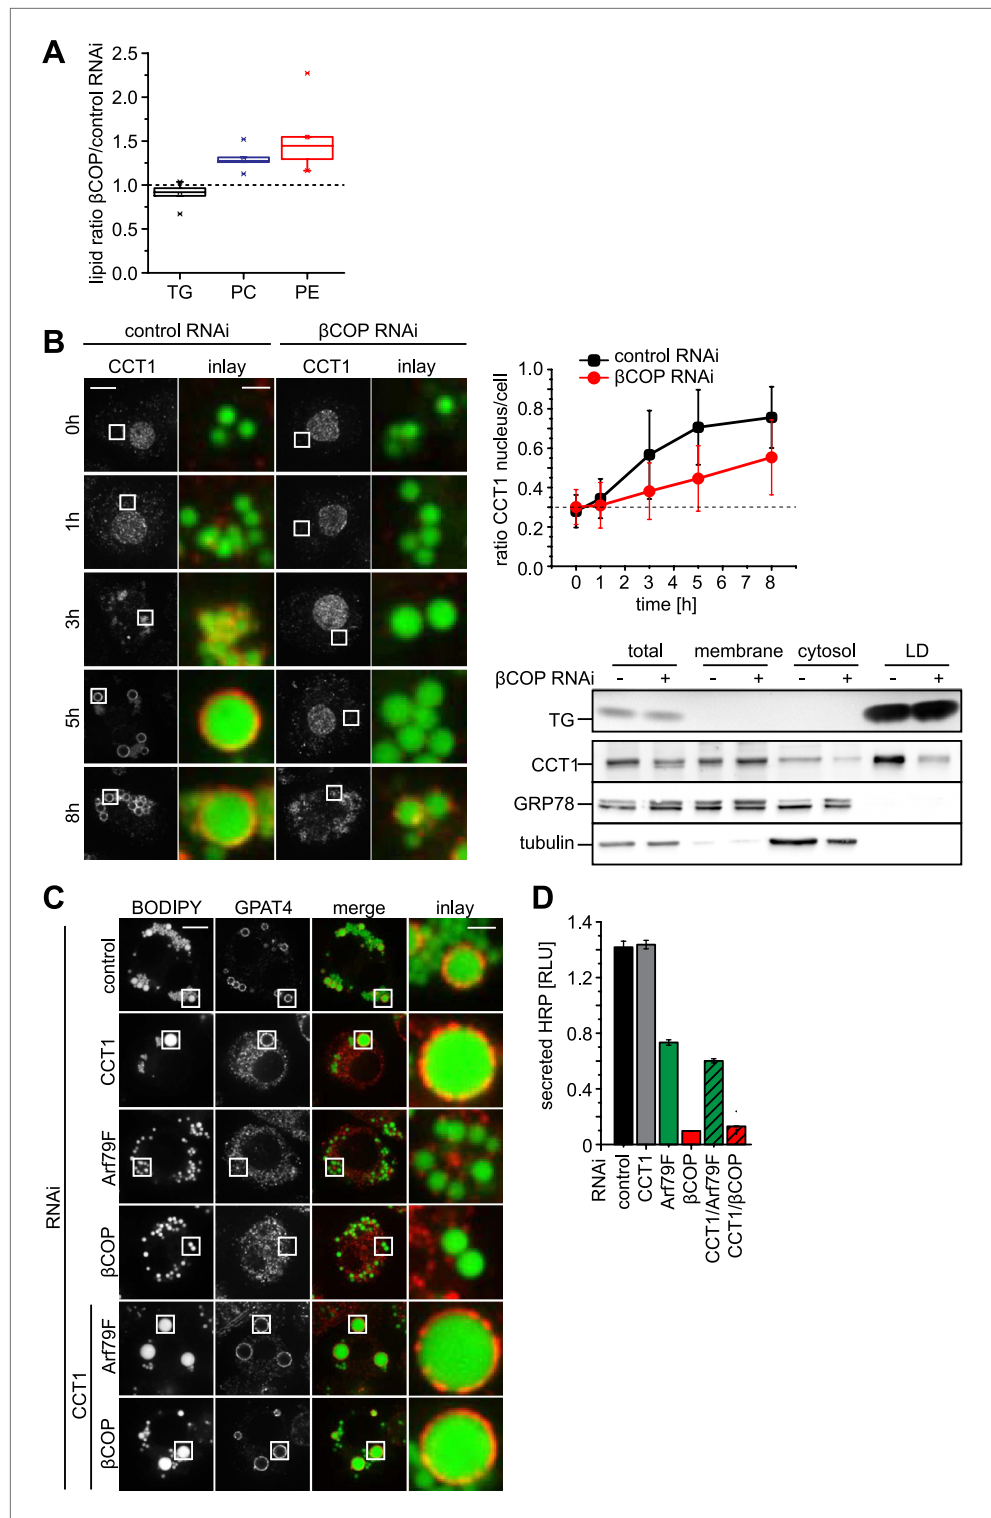 A
lipid ratio βCOP/control RNAi
2.5
2.0
1.5
1.0
0.5
0.0
TG PC PE
B
control RNAi βCOP RNAi
CCT1 inlay CCT1 inlay
0h
1h
3h
5h
8h
control RNAi
βCOP RNAi
ratio CCT1 nucleus/cell
1.0
0.8
0.6
0.4
0.2
0.0
0 1 2 3 4 5 6 7 8
time [h]
total membrane cytosol LD
βCOP RNAi - + - + - + - +
TG
CCT1
GRP78
tubulin
C
BODIPY GPAT4 merge inlay
RNAi
control
CCT1
Arf79F
βCOP
CCT1
Arf79F
βCOP
D
secreted HRP [RLU]
1.4
1.2
0.8
0.4
0
RNAi
control
CCT1
Arf79F
βCOP
CCT1/Arf79F
CCT1/βCOP